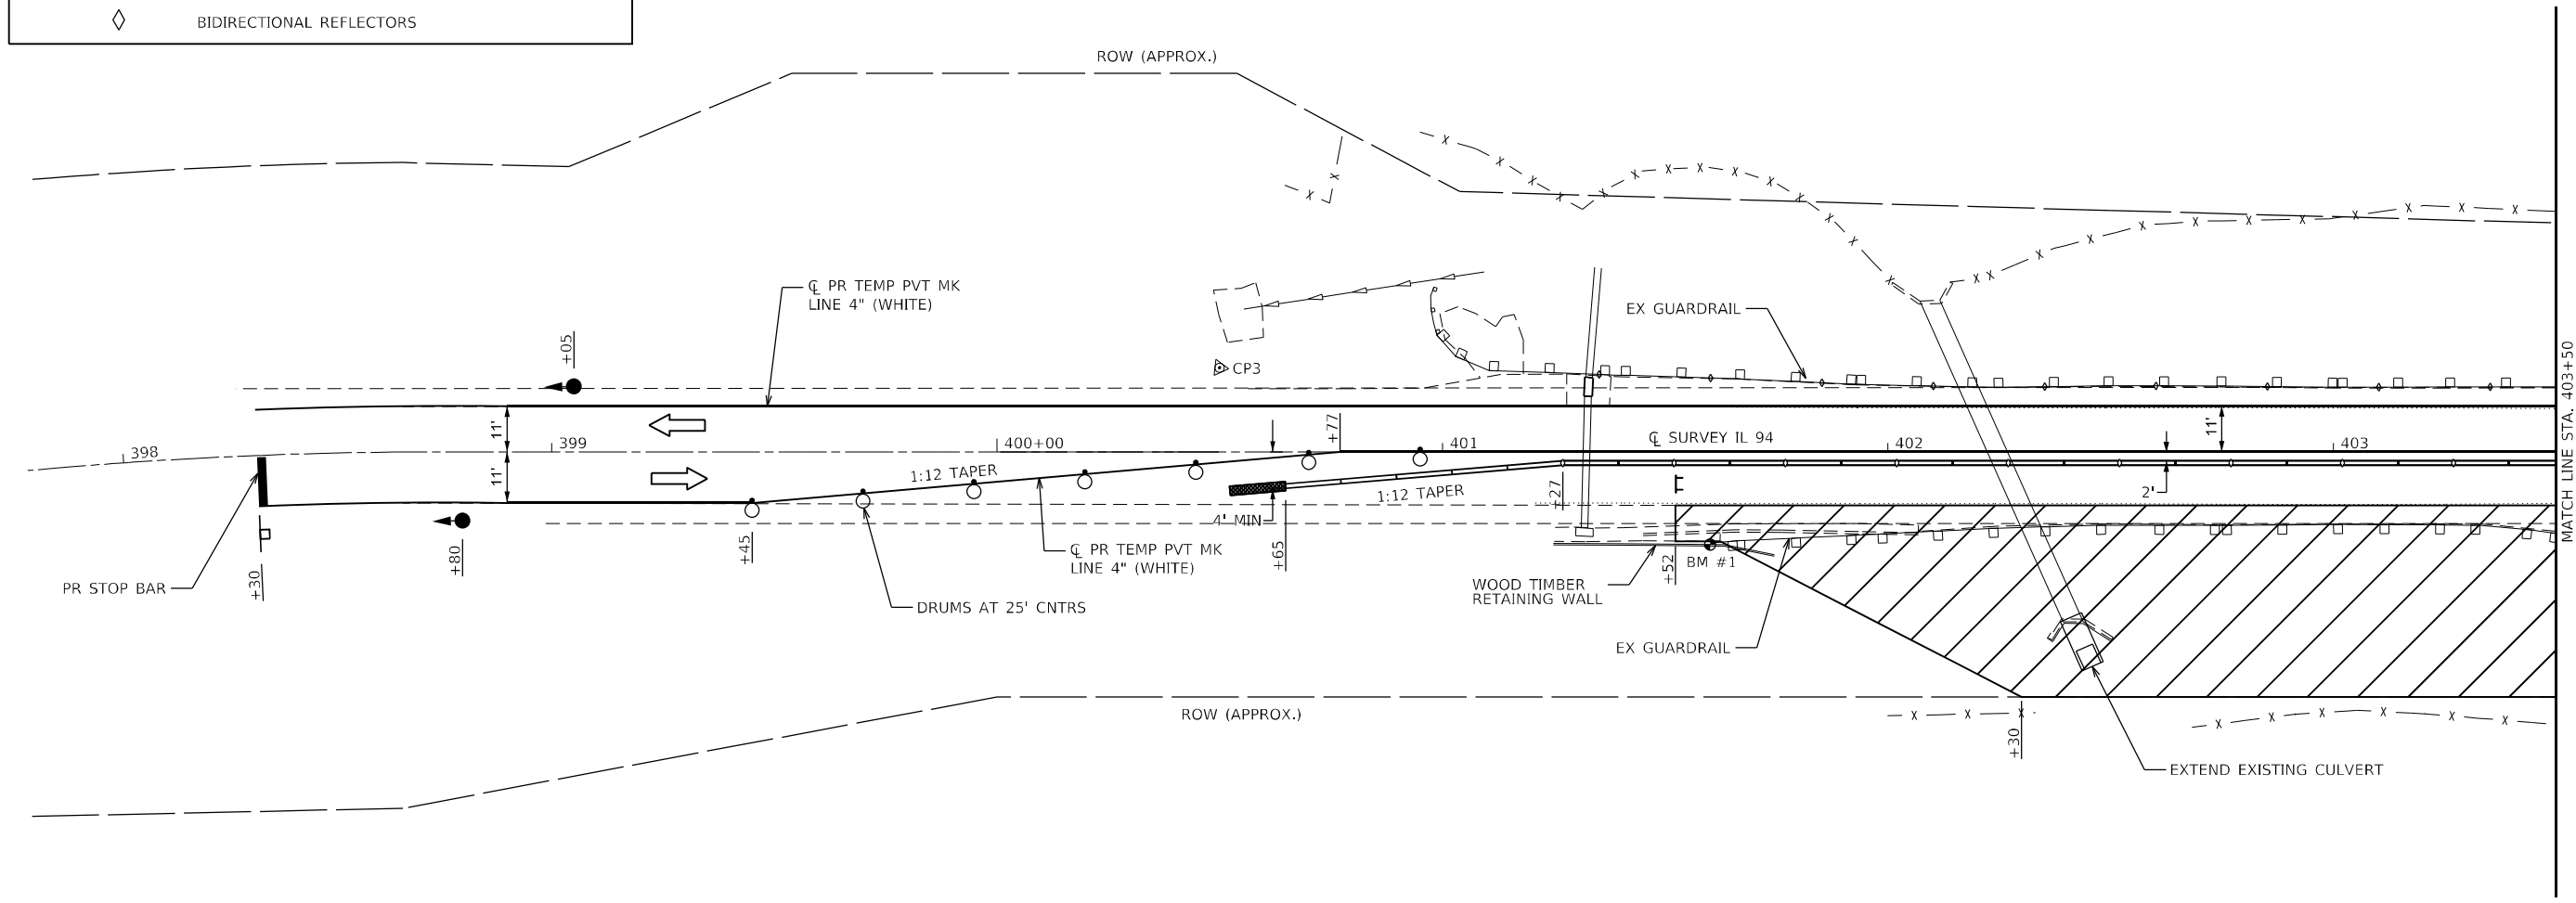 BIDIRECTIONAL REFLECTORS
ROW (APPROX.)
℄ PR TEMP PVT MK
LINE 4" (WHITE)
+05
CP3
EX GUARDRAIL
MATCH LINE STA. 403+50
11'
11'
+77
11'
398
399
400+00
401
℄ SURVEY IL 94
402
403
1:12 TAPER
1:12 TAPER
+27
2'
4' MIN
+30
+80
+45
+65
+52
BM #1
PR STOP BAR
℄ PR TEMP PVT MK
LINE 4" (WHITE)
DRUMS AT 25' CNTRS
WOOD TIMBER
RETAINING WALL
EX GUARDRAIL
ROW (APPROX.)
+30
EXTEND EXISTING CULVERT